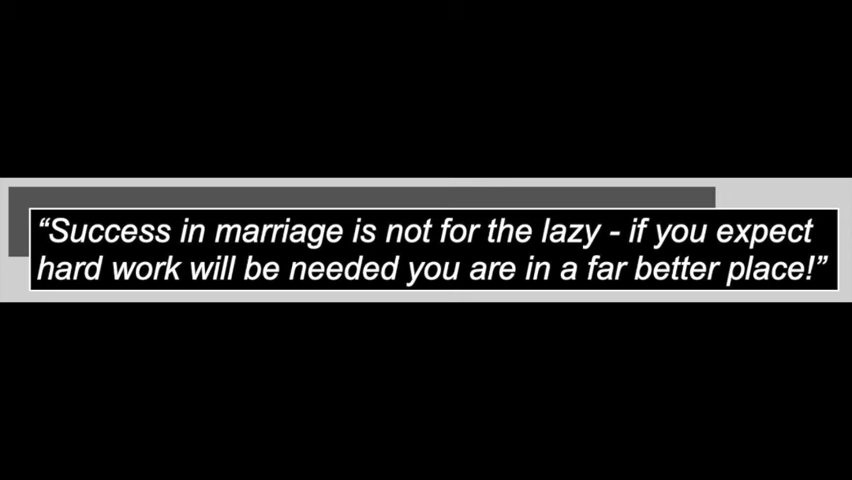 “Success in marriage is not for the lazy - if you expect
hard work will be needed you are in a far better place!”